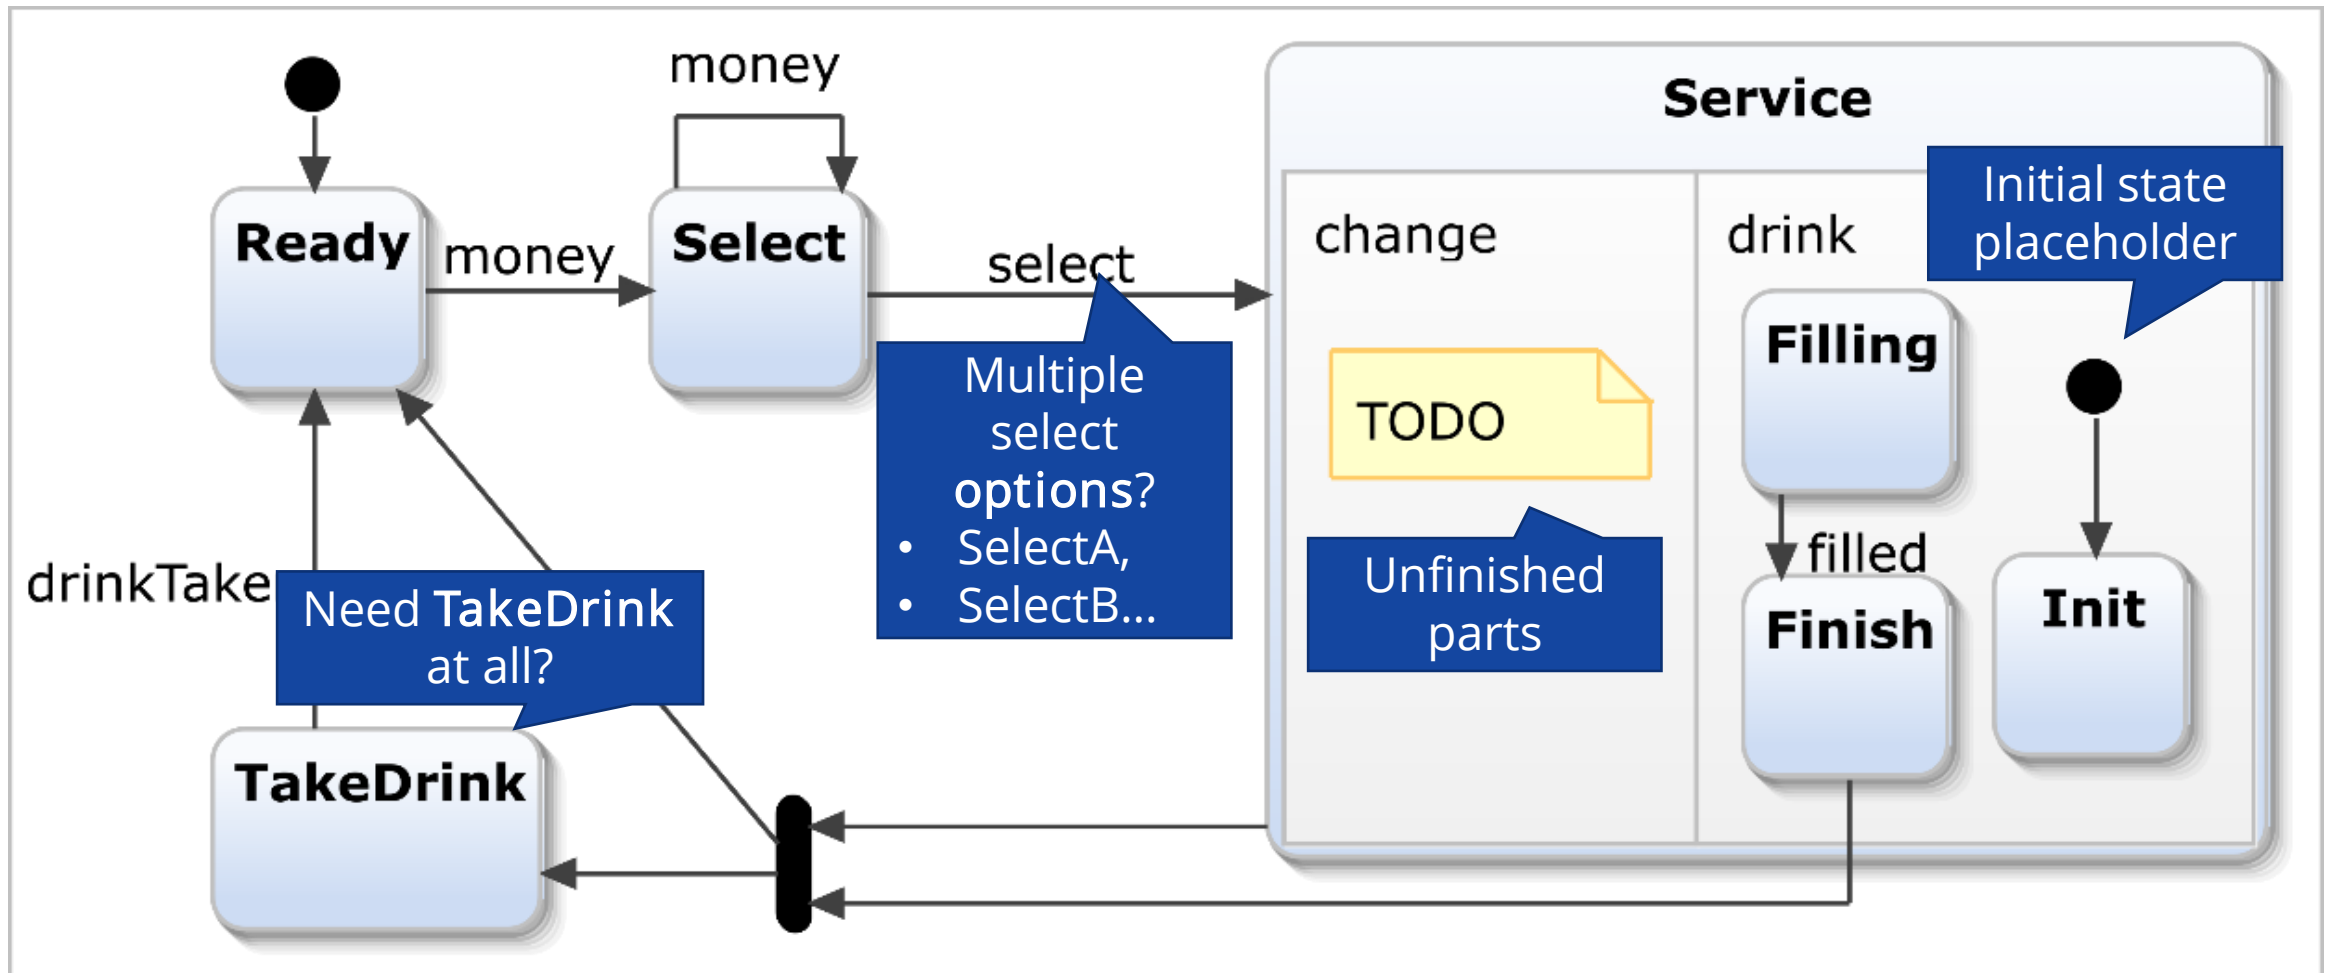 money
Service
Initial state
placeholder
Ready
money
Select
select
change
drink
Filling
Multiple
select
options?
• SelectA,
• SelectB...
TODO
filled
Unfinished
parts
Finish
Init
drinkTake
Need TakeDrink
at all?
TakeDrink